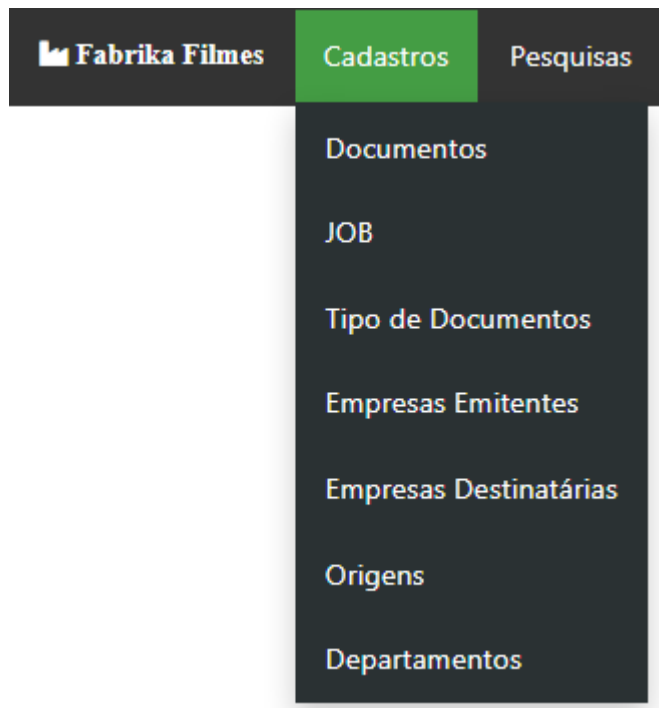 Fabrika Filmes Cadastros Pesquisas
Documentos
JOB
Tipo de Documentos
Empresas Emitentes
Empresas Destinatárias
Origens
Departamentos